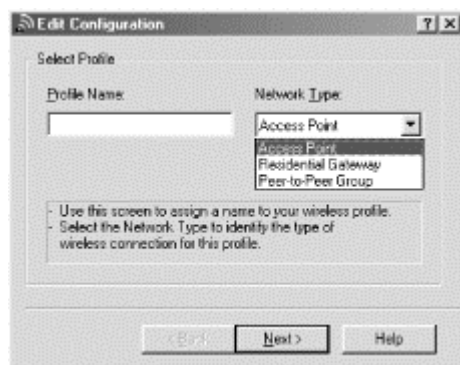 Edit Configuration
Select Profile
Profile Name:
Network Type:
Access Point
Access Point
Residential Gateway
Peer-to-Peer Group
- Use this screen to assign a name to your wireless profile.
- Select the Network Type to identify the type of
wireless connection for this profile.
< Back
Next >
Help